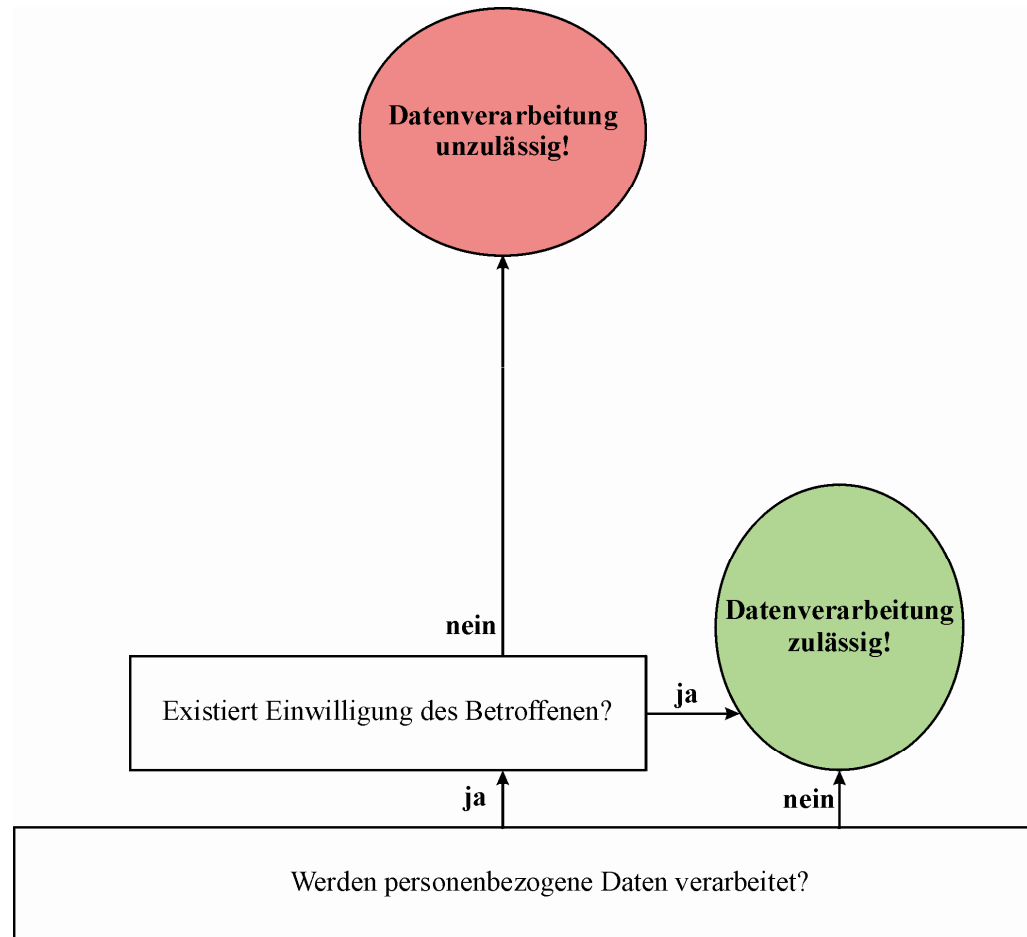 Datenverarbeitung
unzulässig!
Datenverarbeitung
zulässig!
nein
Existiert Einwilligung des Betroffenen?
ja
ja
nein
Werden personenbezogene Daten verarbeitet?